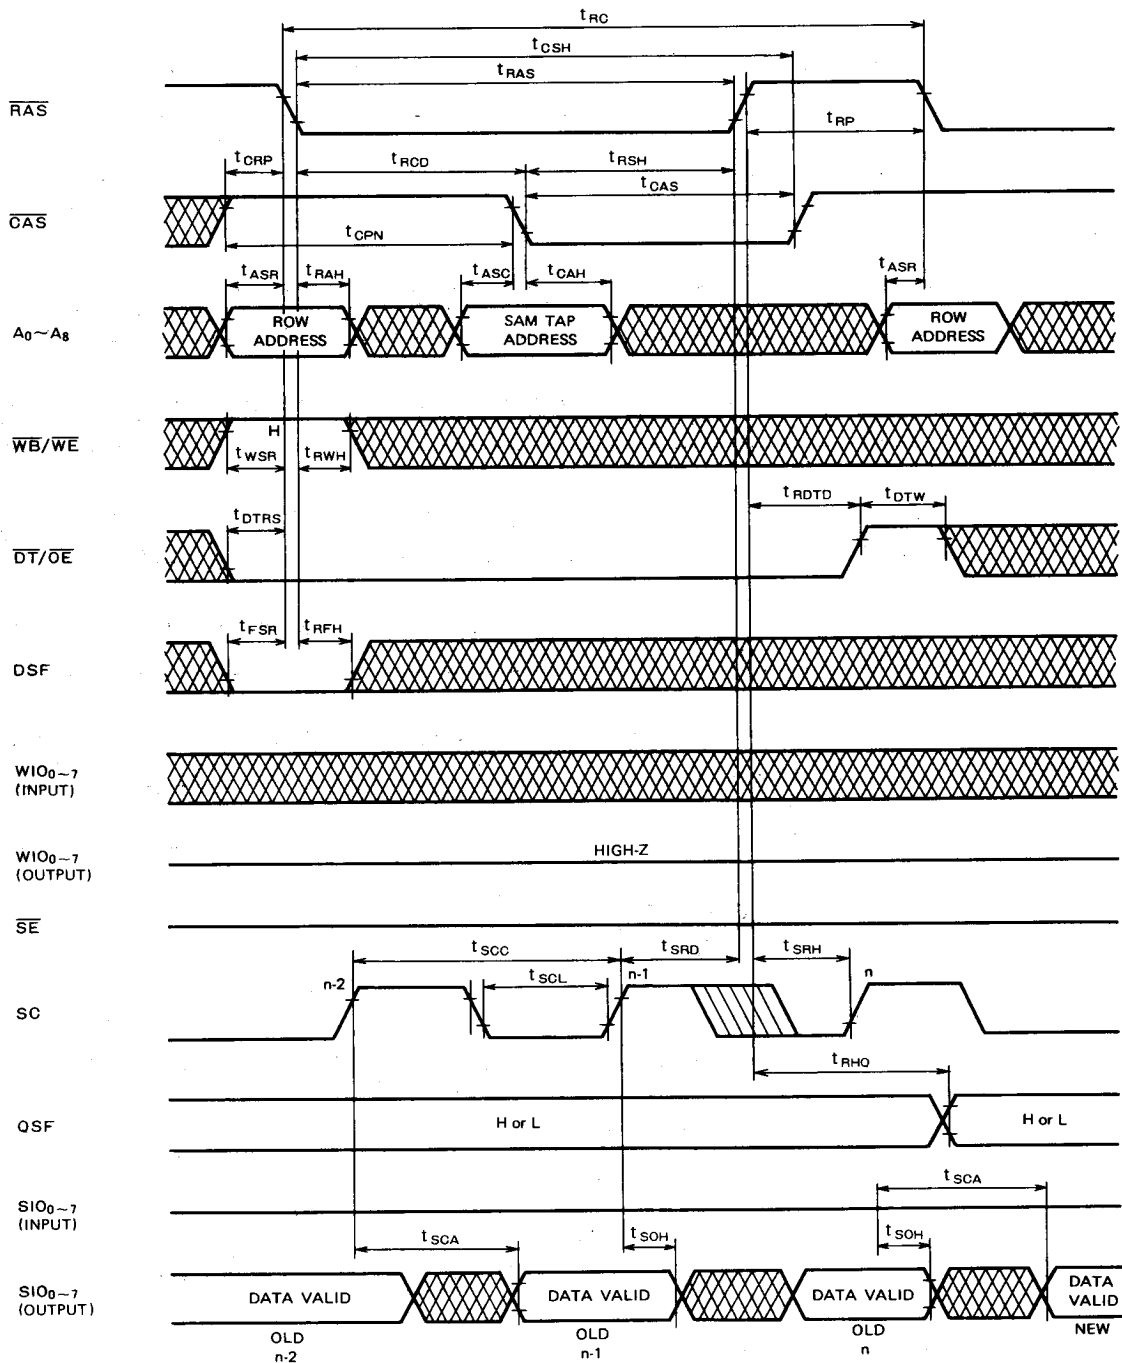 tRC
tCSH
tRAS
RAS
tRP
tCRP
tRCD
tRSH
tCAS
CAS
tCPN
tASR
tRAH
tASC
tCAH
tASR
A0~A8
ROW ADDRESS
SAM TAP ADDRESS
ROW ADDRESS
WB/WE
H
tWSR
tRWH
tRDTD
tDTW
tDTRS
DT/OE
tFSR
tRFH
DSF
WIO0~7
(INPUT)
WIO0~7
(OUTPUT)
HIGH-Z
SE
tSCC
tSRD
tSRH
n-2
tSCL
n-1
n
SC
tRHQ
QSF
H or L
H or L
tSCA
SIO0~7
(INPUT)
tSCA
tSOH
tSOH
SIO0~7
(OUTPUT)
DATA VALID
DATA VALID
DATA VALID
DATA VALID
OLD
n-2
OLD
n-1
OLD
n
NEW